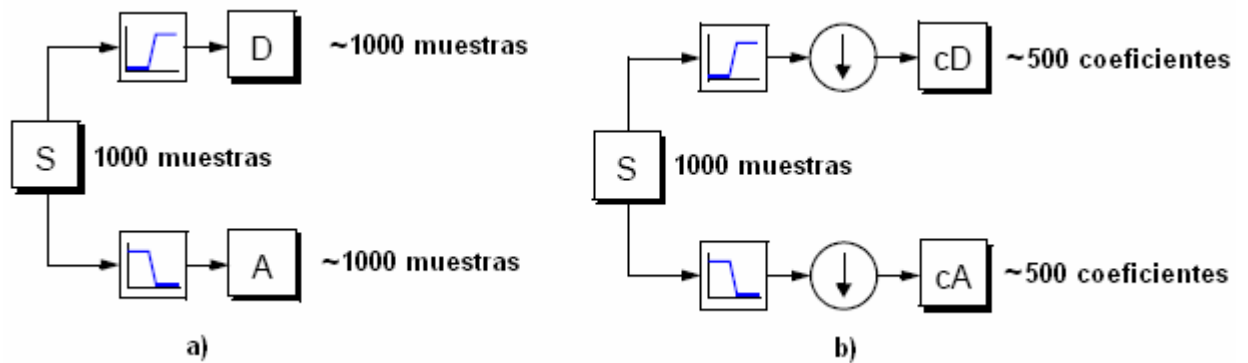 D
~1000 muestras
S
1000 muestras
A
~1000 muestras
a)
cD
~500 coeficientes
S
1000 muestras
cA
~500 coeficientes
b)